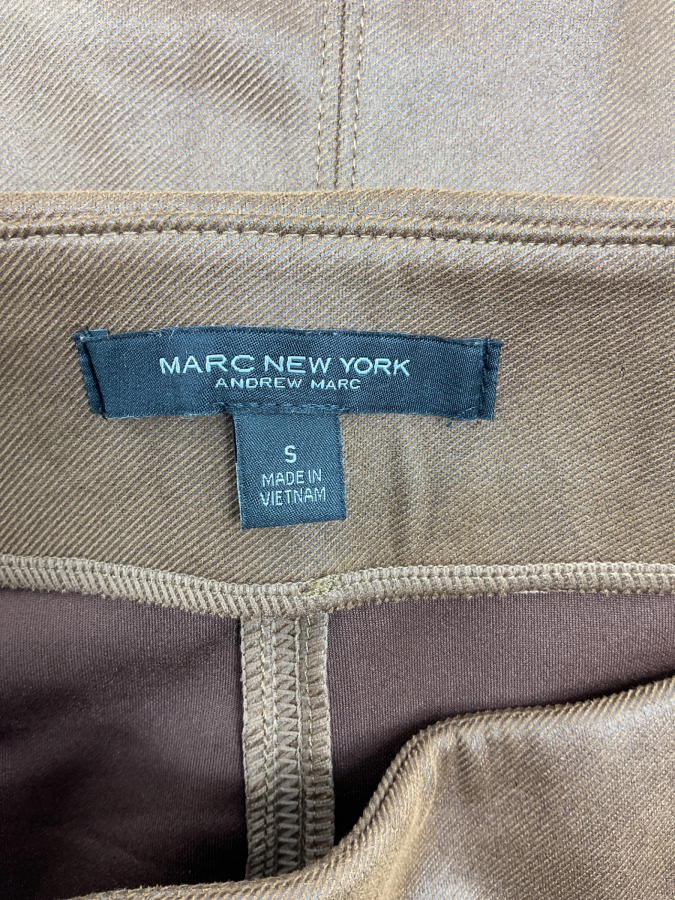 MARC NEW YORK
ANDREW MARC
S
MADE IN
VIETNAM